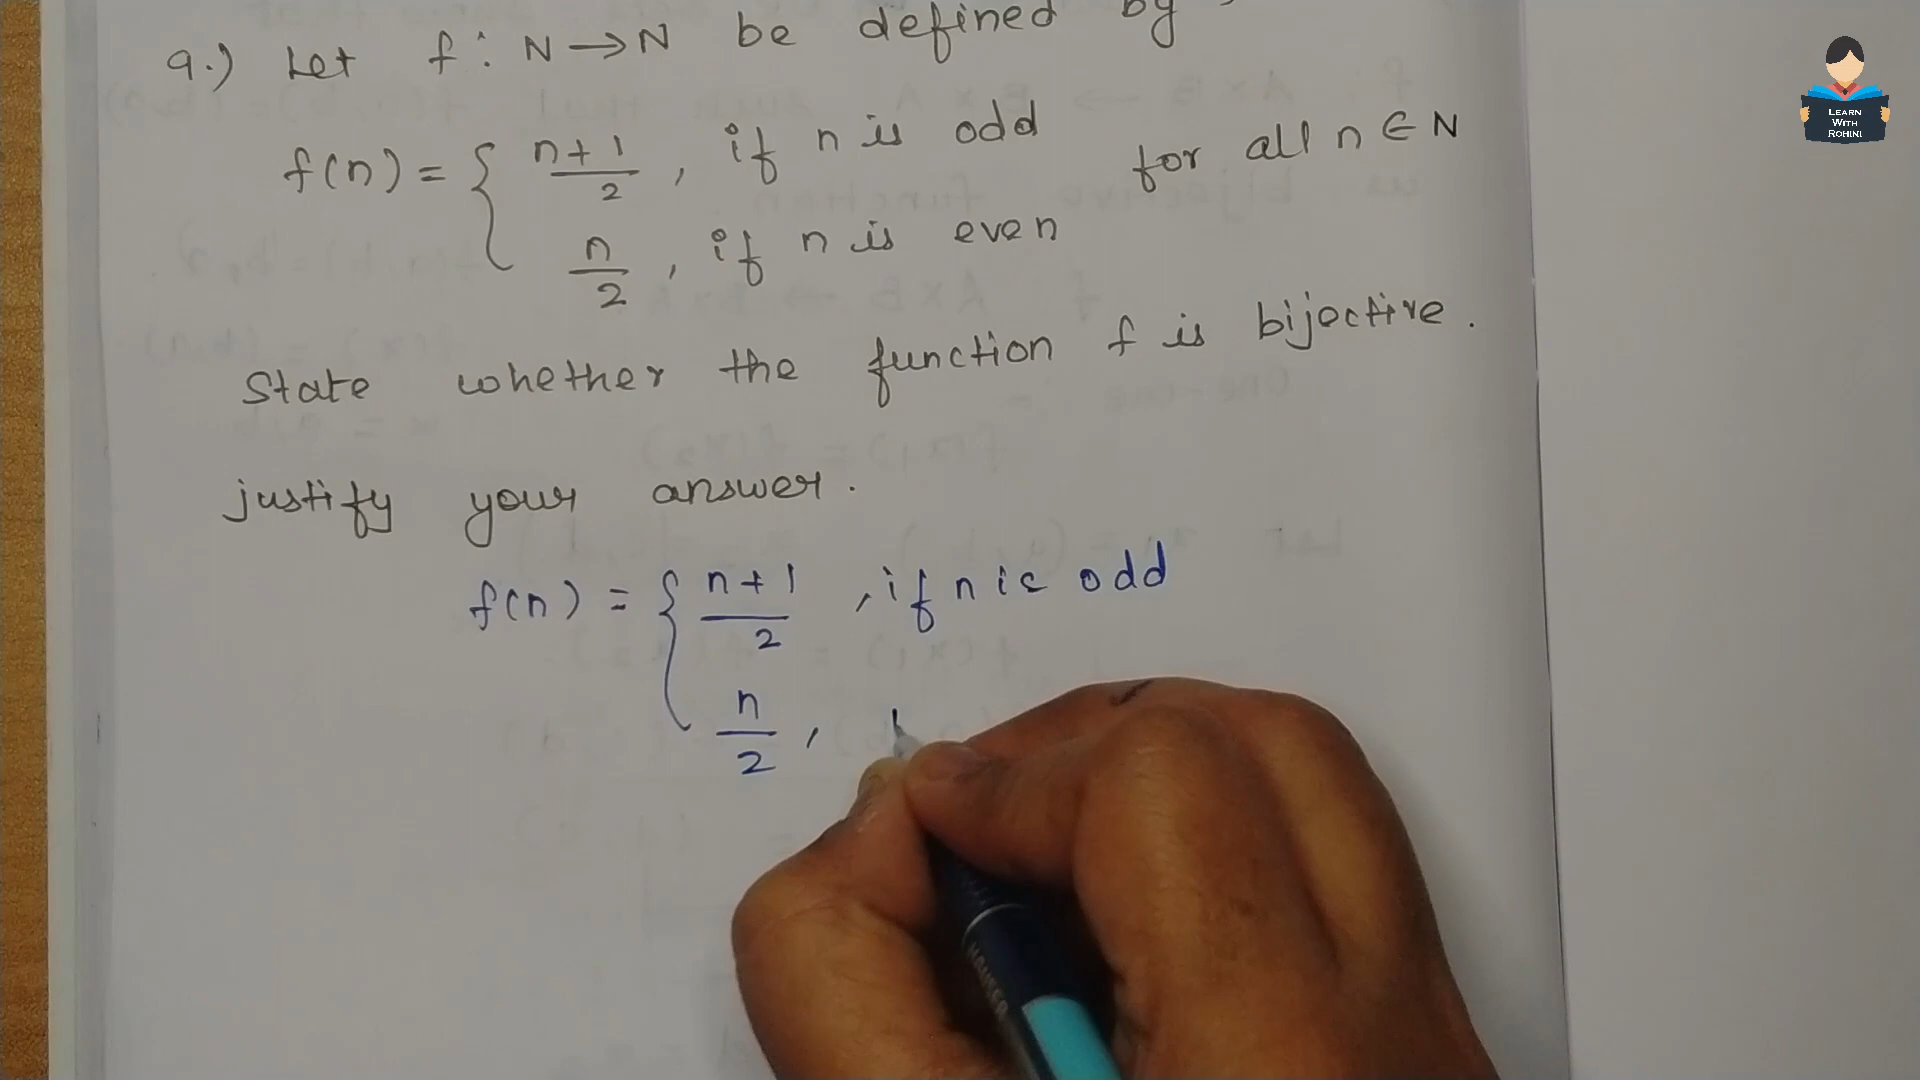 9.) Let f : N → N be defined by
f(n) = { n+1/2 , if n is odd
n/2 , if n is even
for all n ∈ N
State whether the function f is bijective.
justify your answer.
f(n) = { n+1/2 , if n is odd
n/2 ,
LEARN
WITH
ROHINI